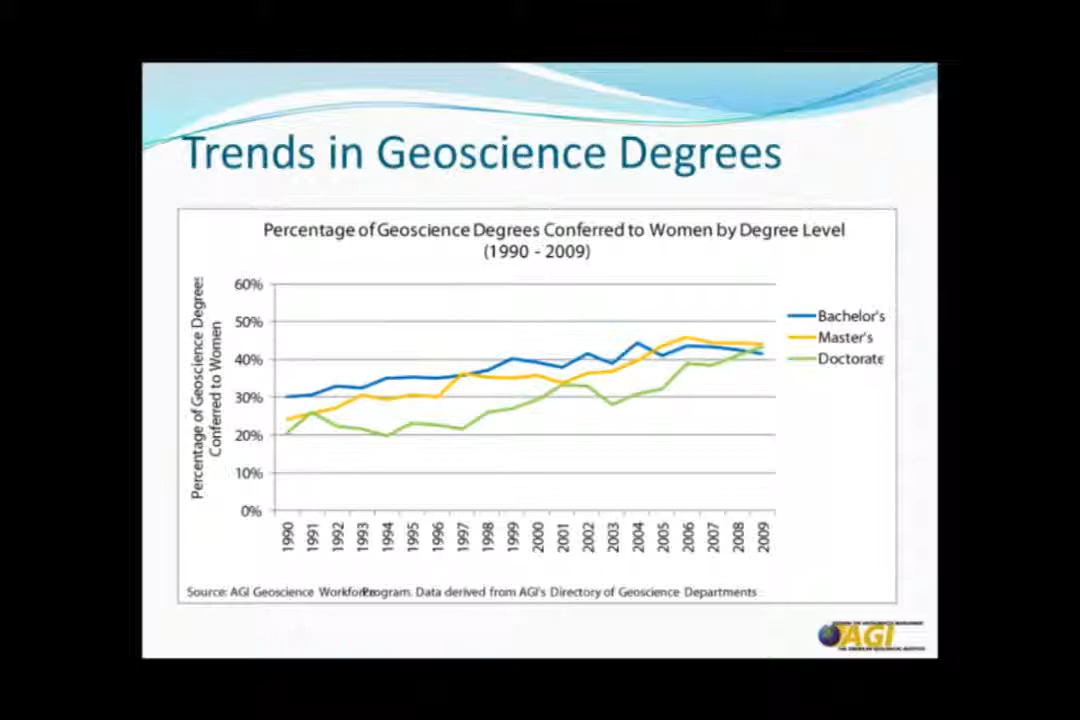 Trends in Geoscience Degrees
Percentage of Geoscience Degrees Conferred to Women by Degree Level
(1990 - 2009)
Percentage of Geoscience Degrees
Conferred to Women
60%
50%
40%
30%
20%
10%
0%
1990
1991
1992
1993
1994
1995
1996
1997
1998
1999
2000
2001
2002
2003
2004
2005
2006
2007
2008
2009
Bachelor's
Master's
Doctorate
Source: AGI Geoscience Workforce Program. Data derived from AGI's Directory of Geoscience Departments
AGI